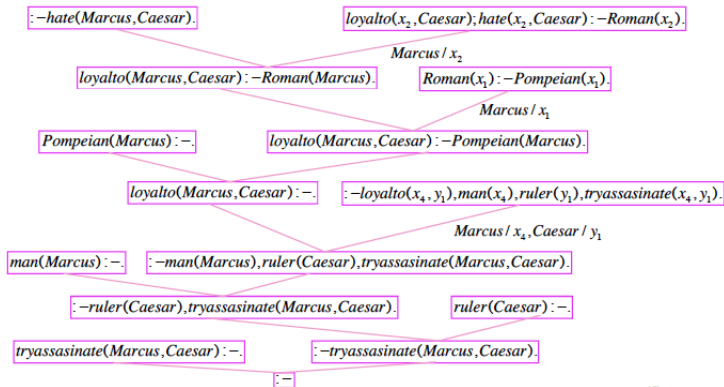 :−hate(Marcus,Caesar).
loyalto(x₂,Caesar);hate(x₂,Caesar):−Roman(x₂).
Marcus/x₂
loyalto(Marcus,Caesar):−Roman(Marcus).
Roman(x₁):−Pompeian(x₁).
Marcus/x₁
Pompeian(Marcus):−.
loyalto(Marcus,Caesar):−Pompeian(Marcus).
loyalto(Marcus,Caesar):−.
:−loyalto(x₄,y₁),man(x₄),ruler(y₁),tryassasinate(x₄,y₁).
Marcus/x₄,Caesar/y₁
man(Marcus):−.
:−man(Marcus),ruler(Caesar),tryassasinate(Marcus,Caesar).
:−ruler(Caesar),tryassasinate(Marcus,Caesar).
ruler(Caesar):−.
tryassasinate(Marcus,Caesar):−.
:−tryassasinate(Marcus,Caesar).
:−